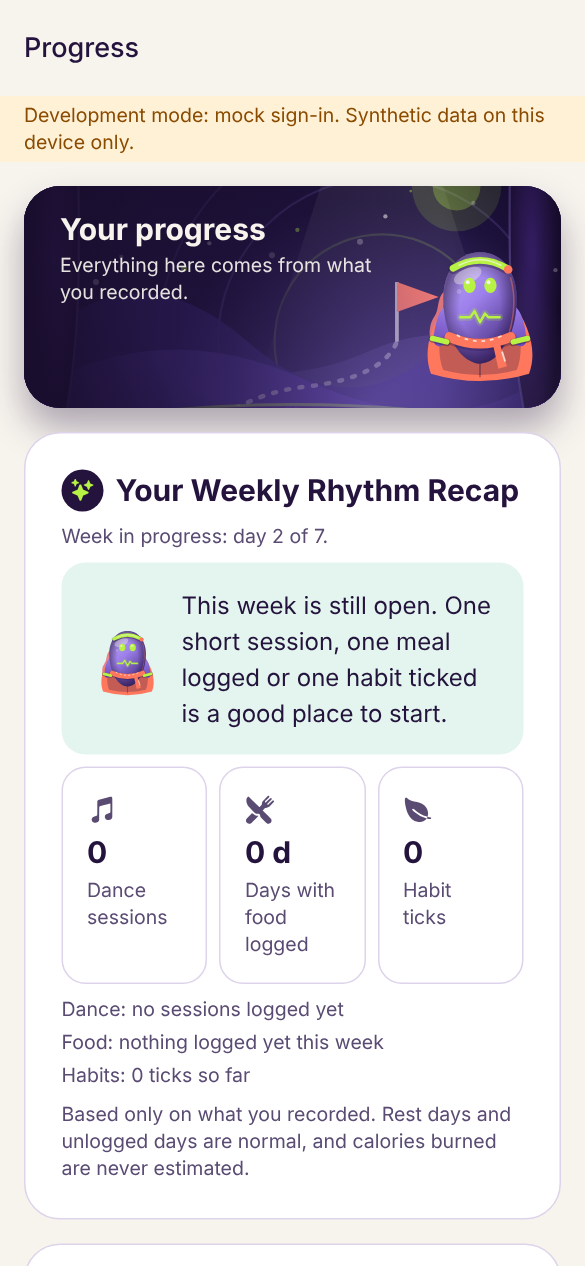 Progress
Development mode: mock sign-in. Synthetic data on this
device only.
Your progress
Everything here comes from what
you recorded.
Your Weekly Rhythm Recap
Week in progress: day 2 of 7.
This week is still open. One
short session, one meal
logged or one habit ticked
is a good place to start.
0
Dance
sessions
0 d
Days with
food
logged
0
Habit
ticks
Dance: no sessions logged yet
Food: nothing logged yet this week
Habits: 0 ticks so far
Based only on what you recorded. Rest days and
unlogged days are normal, and calories burned
are never estimated.